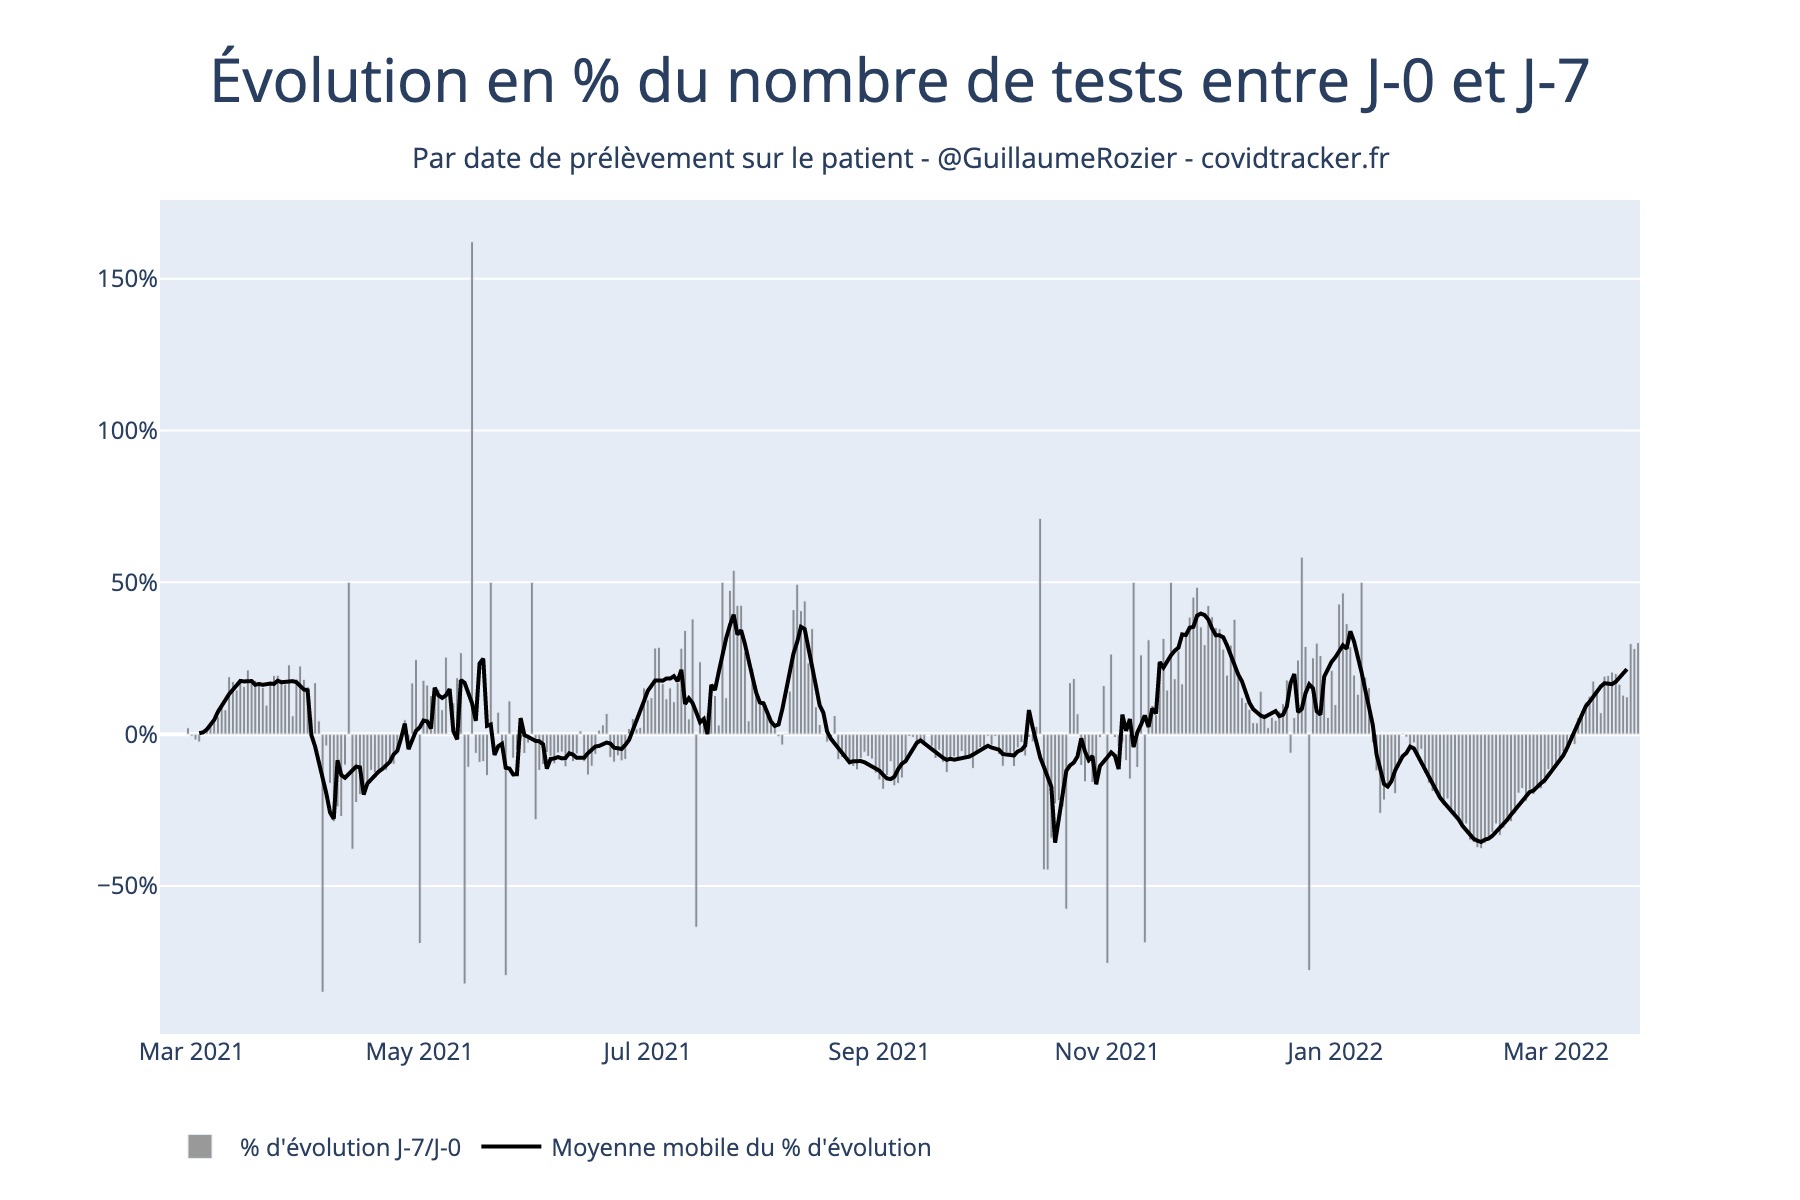 Évolution en % du nombre de tests entre J-0 et J-7
Par date de prélèvement sur le patient - @GuillaumeRozier - covidtracker.fr
150%
100%
50%
0%
−50%
Mar 2021
May 2021
Jul 2021
Sep 2021
Nov 2021
Jan 2022
Mar 2022
% d'évolution J-7/J-0
Moyenne mobile du % d'évolution